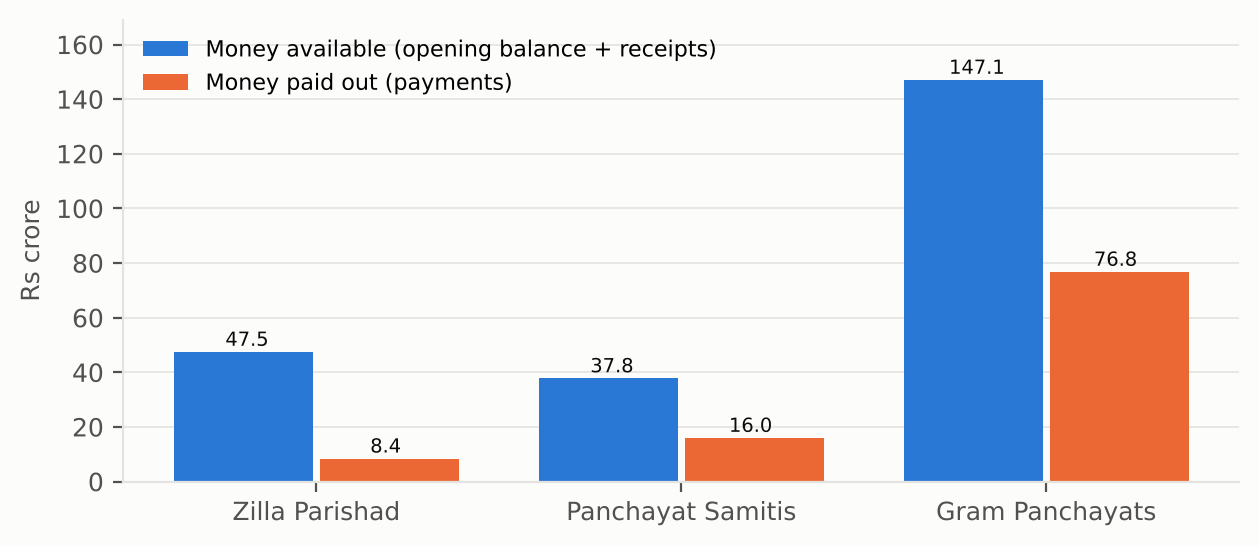 Money available (opening balance + receipts)
Money paid out (payments)
Rs crore
160
140
120
100
80
60
40
20
0
47.5
8.4
37.8
16.0
147.1
76.8
Zilla Parishad
Panchayat Samitis
Gram Panchayats